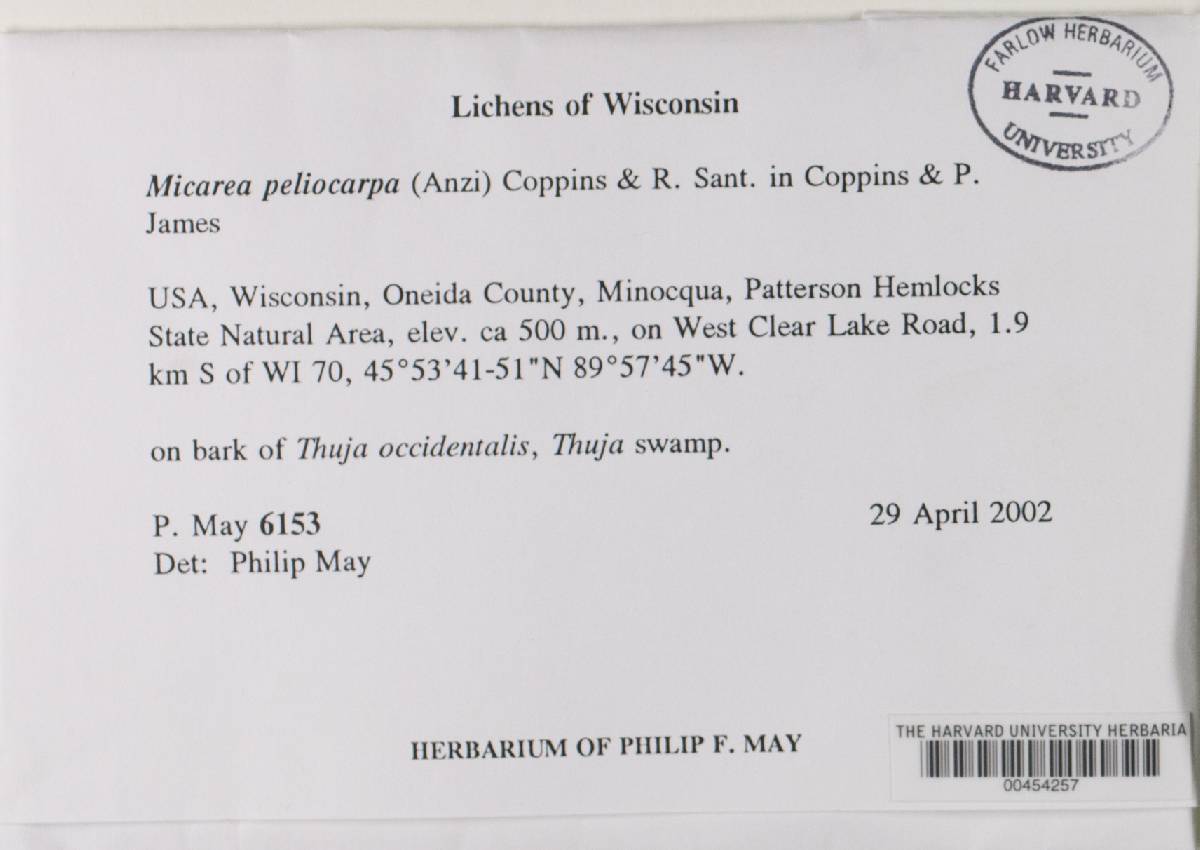 FARLOW HERBARIUM
HARVARD
UNIVERSITY
Lichens of Wisconsin
Micarea peliocarpa (Anzi) Coppins & R. Sant. in Coppins & P.
James
USA, Wisconsin, Oneida County, Minocqua, Patterson Hemlocks
State Natural Area, elev. ca 500 m., on West Clear Lake Road, 1.9
km S of WI 70, 45°53'41-51"N 89°57'45"W.
on bark of Thuja occidentalis, Thuja swamp.
P. May 6153
29 April 2002
Det: Philip May
HERBARIUM OF PHILIP F. MAY
THE HARVARD UNIVERSITY HERBARIA
00454257